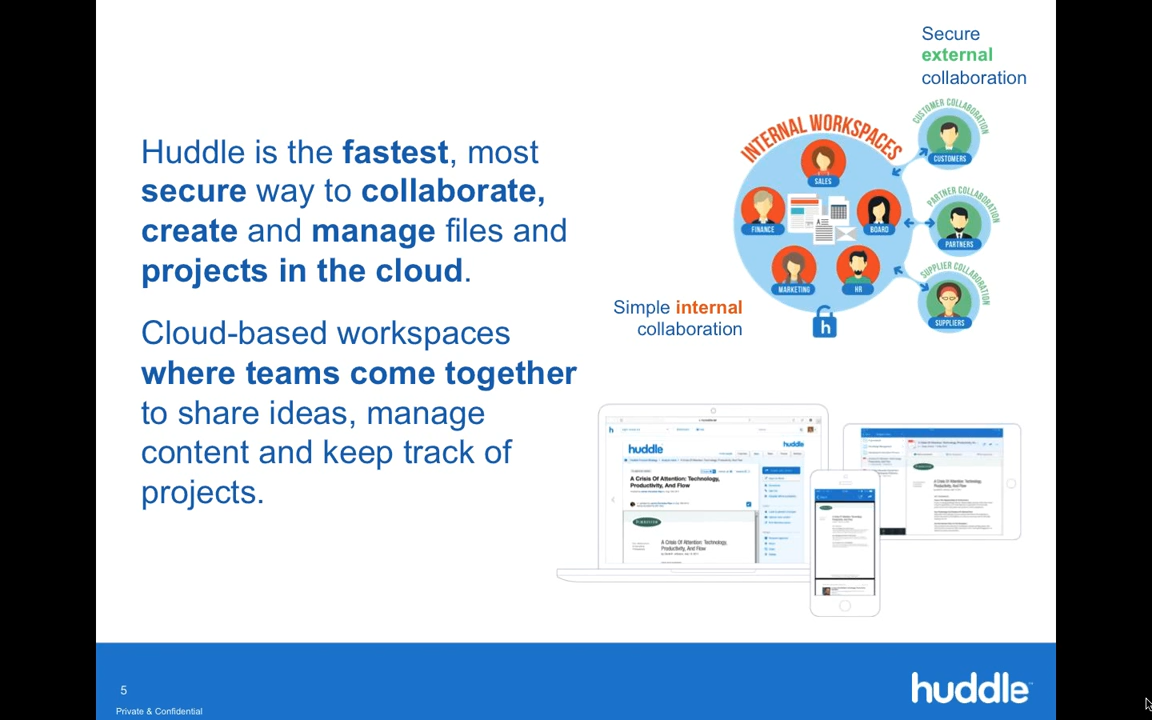 Secure
external
collaboration
Huddle is the fastest, most
secure way to collaborate,
create and manage files and
projects in the cloud.
Cloud-based workspaces
where teams come together
to share ideas, manage
content and keep track of
projects.
INTERNAL WORKSPACES
SALES
FINANCE
BOARD
MARKETING
HR
CUSTOMER COLLABORATION
CUSTOMERS
PARTNER COLLABORATION
PARTNERS
SUPPLIER COLLABORATION
SUPPLIERS
h
Simple internal
collaboration
huddle
huddle
A Crisis Of Attention: Technology,
Productivity, And Flow
A Crisis Of Attention: Technology,
Productivity, And Flow
5
Private & Confidential
huddle